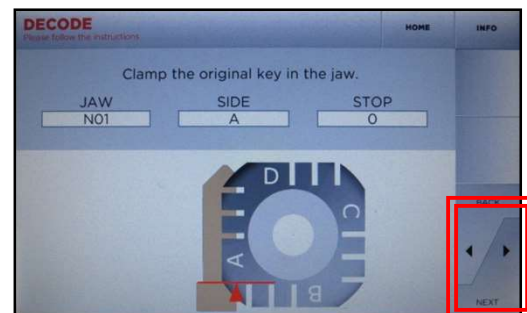 DECODE
Please follow the instructions
HOME
INFO
Clamp the original key in the jaw.
JAW
SIDE
STOP
N01
A
0
D
C
A
B
BACK
NEXT